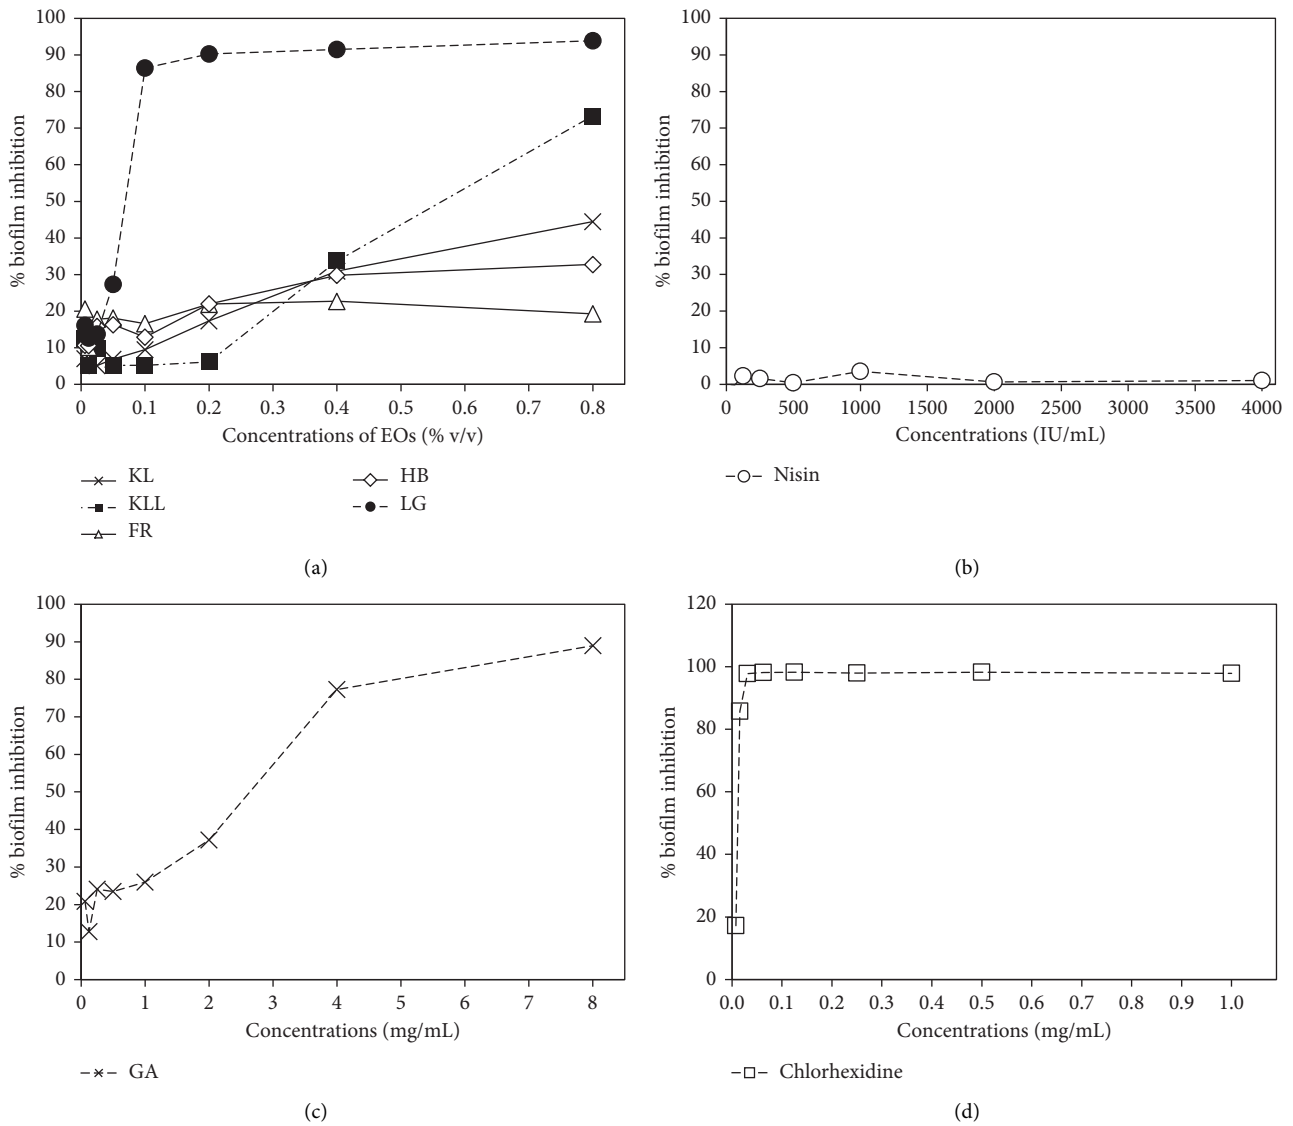 100
90
80
70
60
50
40
30
20
10
0
% biofilm inhibition
0 0.1 0.2 0.3 0.4 0.5 0.6 0.7 0.8
Concentrations of EOs (% v/v)
KL
KLL
FR
HB
LG
(a)
100
90
80
70
60
50
40
30
20
10
0
% biofilm inhibition
0 500 1000 1500 2000 2500 3000 3500 4000
Concentrations (IU/mL)
Nisin
(b)
100
90
80
70
60
50
40
30
20
10
0
% biofilm inhibition
0 1 2 3 4 5 6 7 8
Concentrations (mg/mL)
GA
(c)
120
100
80
60
40
20
0
% biofilm inhibition
0.0 0.1 0.2 0.3 0.4 0.5 0.6 0.7 0.8 0.9 1.0
Concentrations (mg/mL)
Chlorhexidine
(d)